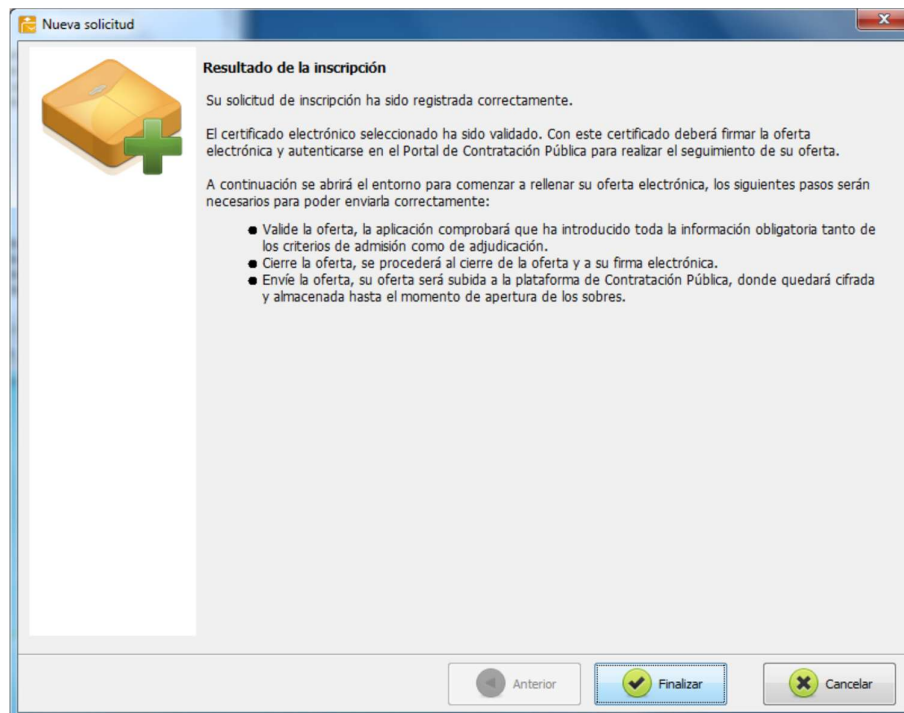 Nueva solicitud
Resultado de la inscripción
Su solicitud de inscripción ha sido registrada correctamente.
El certificado electrónico seleccionado ha sido validado. Con este certificado deberá firmar la oferta
electrónica y autenticarse en el Portal de Contratación Pública para realizar el seguimiento de su oferta.
A continuación se abrirá el entorno para comenzar a rellenar su oferta electrónica, los siguientes pasos serán
necesarios para poder enviarla correctamente:
● Valide la oferta, la aplicación comprobará que ha introducido toda la información obligatoria tanto de
los criterios de admisión como de adjudicación.
● Cierre la oferta, se procederá al cierre de la oferta y a su firma electrónica.
● Envíe la oferta, su oferta será subida a la plataforma de Contratación Pública, donde quedará cifrada
y almacenada hasta el momento de apertura de los sobres.
Anterior
Finalizar
Cancelar